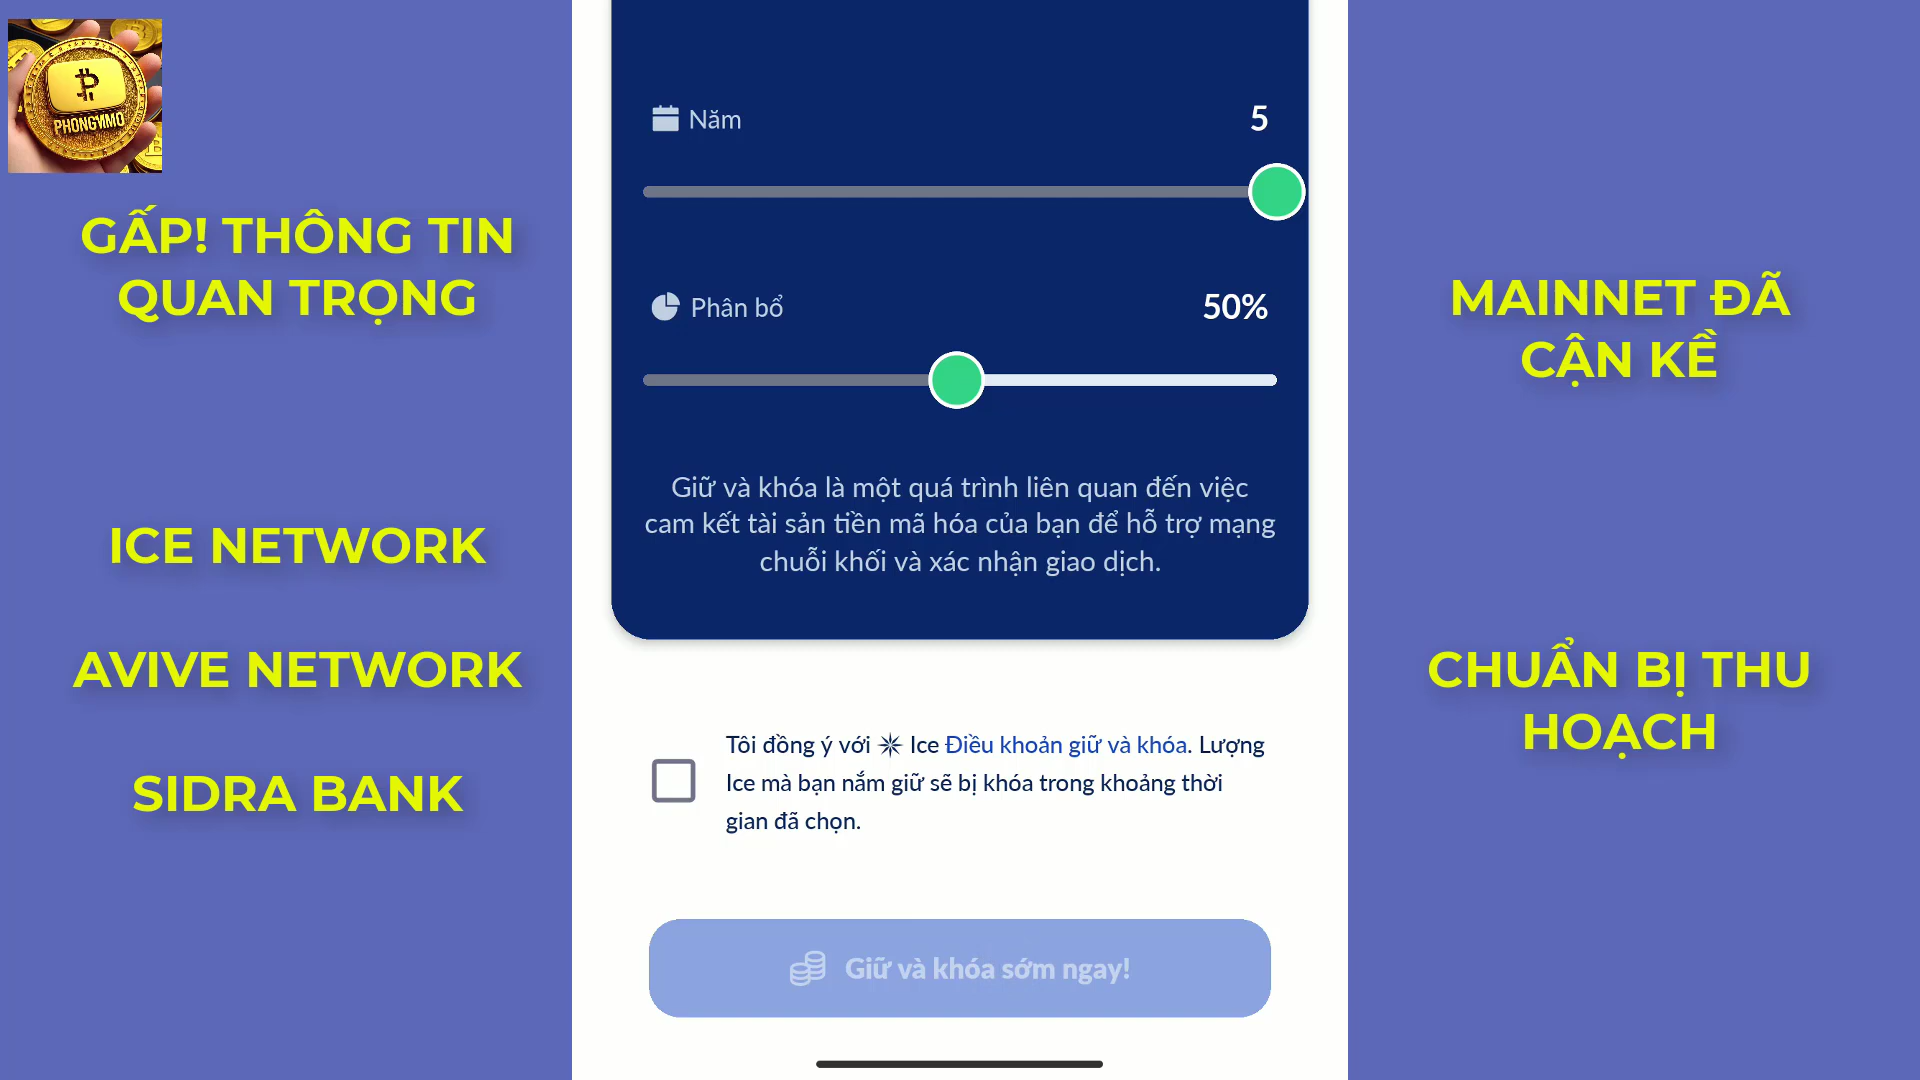 PHONGMMO
GẤP! THÔNG TIN
QUAN TRỌNG
ICE NETWORK
AVIVE NETWORK
SIDRA BANK
Năm
5
Phân bổ
50%
Giữ và khóa là một quá trình liên quan đến việc
cam kết tài sản tiền mã hóa của bạn để hỗ trợ mạng
chuỗi khối và xác nhận giao dịch.
Tôi đồng ý với Ice Điều khoản giữ và khóa. Lượng
Ice mà bạn nắm giữ sẽ bị khóa trong khoảng thời
gian đã chọn.
Giữ và khóa sớm ngay!
MAINNET ĐÃ
CẬN KỀ
CHUẨN BỊ THU
HOẠCH